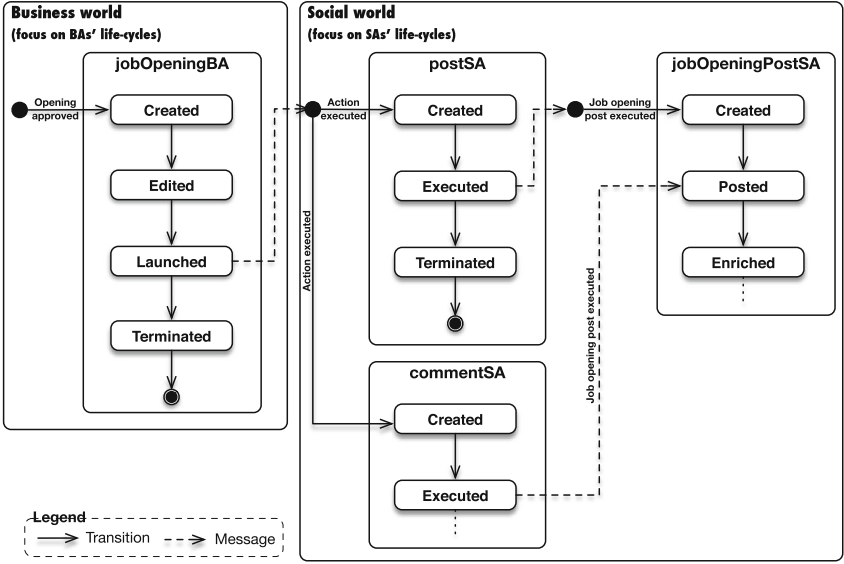 Business world
(focus on BAs' life-cycles)
jobOpeningBA
Opening
approved
Created
Edited
Launched
Terminated
Social world
(focus on SAs' life-cycles)
postSA
Action
executed
Created
Executed
Terminated
Action executed
jobOpeningPostSA
Job opening
post executed
Created
Posted
Enriched
Job opening post executed
commentSA
Created
Executed
Legend
Transition
Message